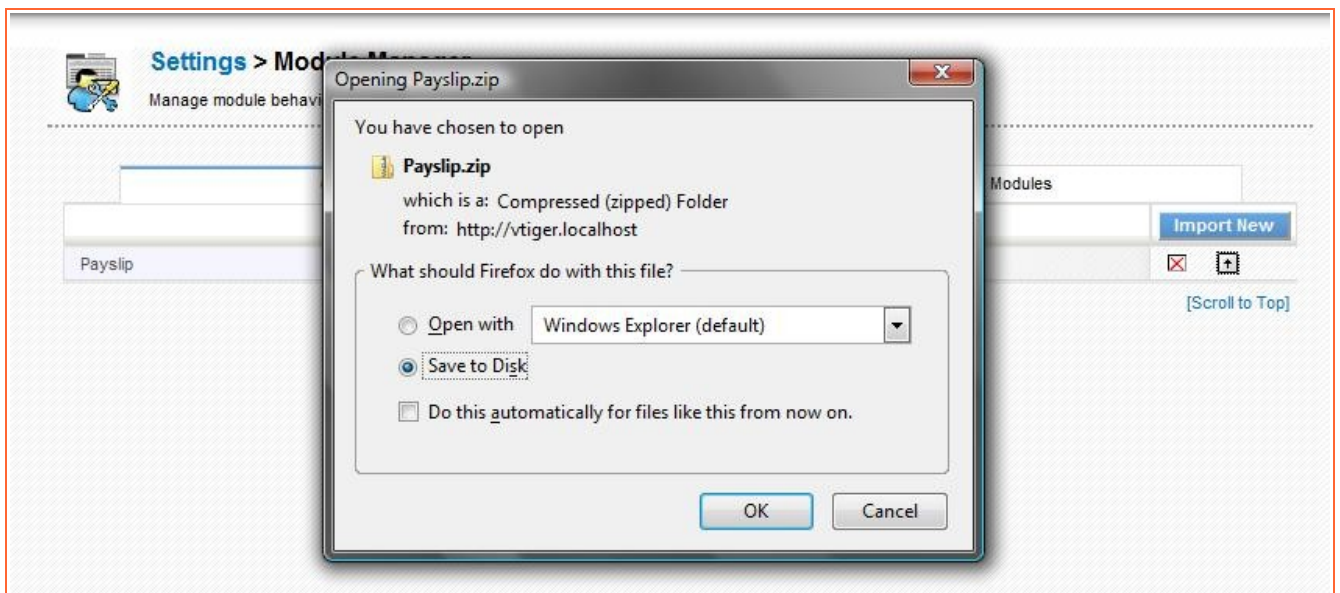 Settings > Mod
Opening Payslip.zip
Manage module behavi
You have chosen to open
Payslip.zip
which is a: Compressed (zipped) Folder
from: http://vtiger.localhost
Modules
Import New
Payslip
What should Firefox do with this file?
[Scroll to Top]
Open with Windows Explorer (default)
Save to Disk
Do this automatically for files like this from now on.
OK Cancel